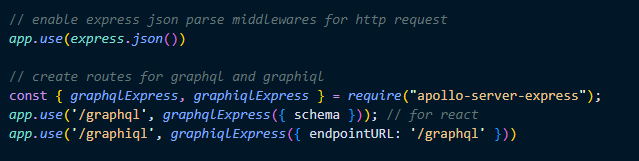 // enable express json parse middlewares for http request
app.use(express.json())
// create routes for graphql and graphiql
const { graphqlExpress, graphiqlExpress } = require("apollo-server-express");
app.use('/graphql', graphqlExpress({ schema })); // for react
app.use('/graphiql', graphiqlExpress({ endpointURL: '/graphql' }))